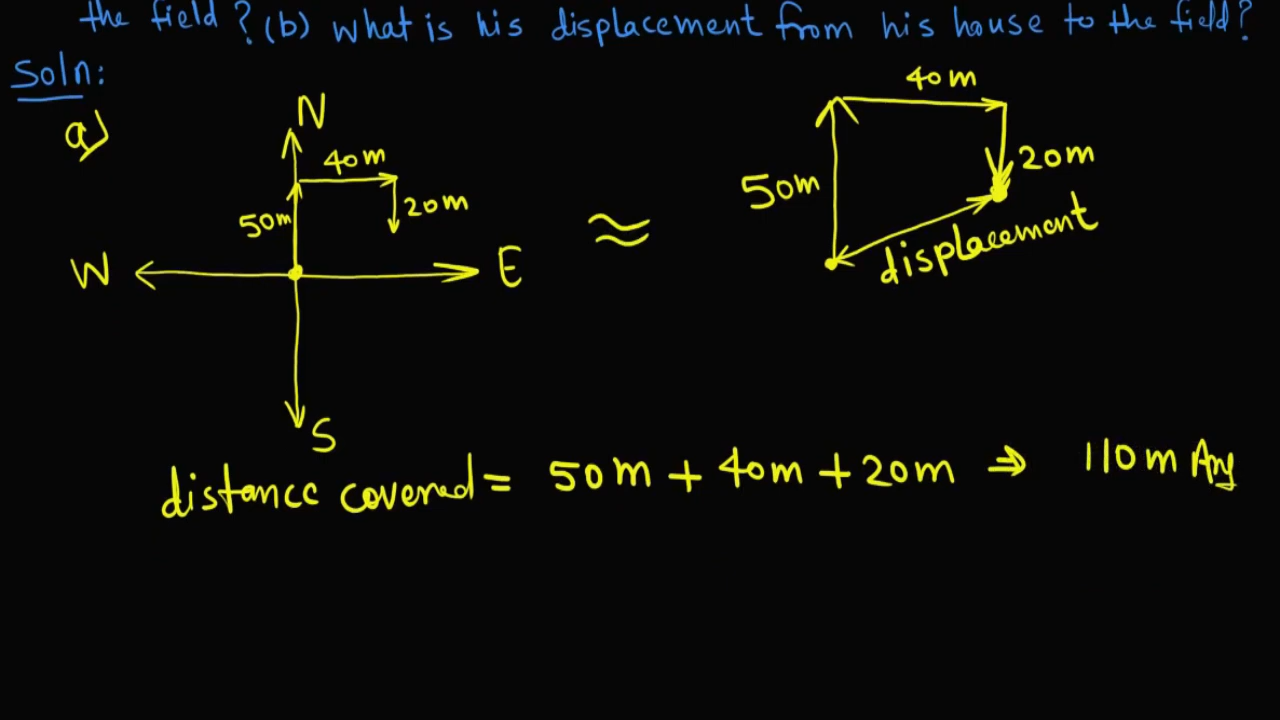 the field? (b) What is his displacement from his house to the field?
Soln:
a)
N
40m
50m
20m
W
E
S
≈
40m
50m
20m
displacement
distance covered = 50m + 40m + 20m ⇒ 110m Ans